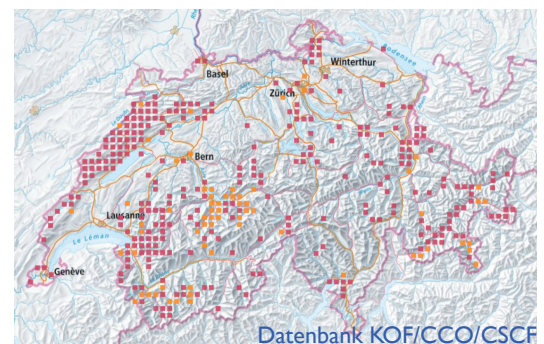 Bodensee
Basel
Winterthur
Zürich
Bern
Lausanne
Le Léman
Genève
Datenbank KOF/CCO/CSCF